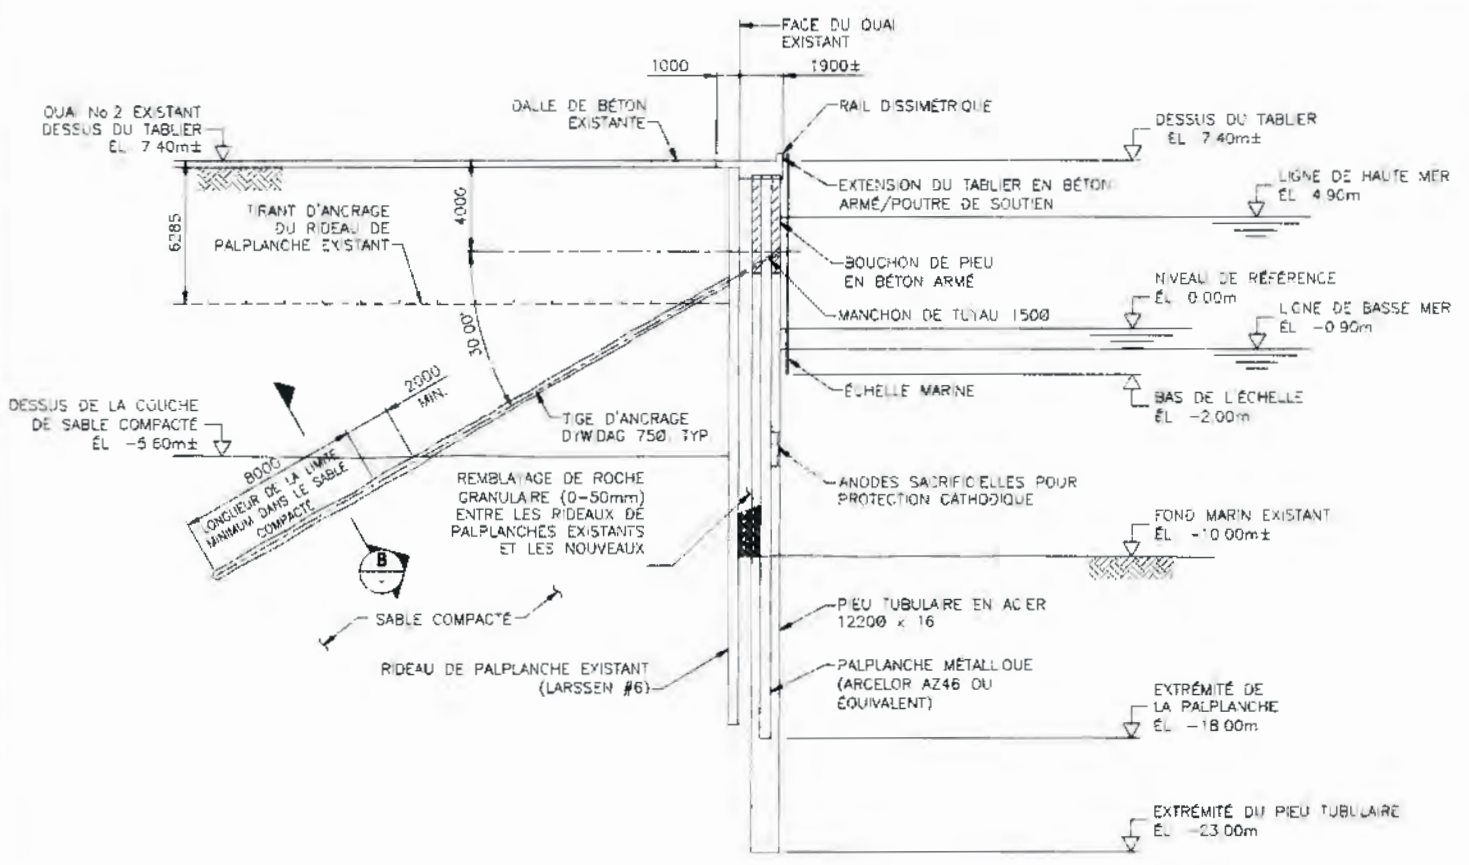 FACE DU QUAI
EXISTANT
1000
1900±
QUAI No 2 EXISTANT
DESSUS DU TABLIER
ÉL 7.40m±
DALLE DE BÉTON
EXISTANTE
RAIL DISSIMÉTRIQUE
DESSUS DU TABLIER
ÉL 7.40m±
EXTENSION DU TABLIER EN BÉTON
ARMÉ/POUTRE DE SOUTIEN
LIGNE DE HAUTE MER
ÉL 4.90m
6285
4000
TIRANT D'ANCRAGE
DU RIDEAU DE
PALPLANCHE EXISTANT
BOUCHON DE PIEU
EN BÉTON ARMÉ
NIVEAU DE RÉFÉRENCE
ÉL 0.00m
MANCHON DE TUYAU 1500
LIGNE DE BASSE MER
ÉL -0.90m
30.00°
2000
MIN.
ÉCHELLE MARINE
BAS DE L'ÉCHELLE
ÉL -2.00m
DESSUS DE LA COUCHE
DE SABLE COMPACTÉ
ÉL -5.60m±
TIGE D'ANCRAGE
DYWIDAG 750, TYP.
8000
LONGUEUR DE LA LIMITE
MINIMUM DANS LE SABLE
COMPACTÉ
REMBLAYAGE DE ROCHE
GRANULAIRE (0-50mm)
ENTRE LES RIDEAUX DE
PALPLANCHES EXISTANTS
ET LES NOUVEAUX
ANODES SACRIFICIELLES POUR
PROTECTION CATHODIQUE
FOND MARIN EXISTANT
ÉL -10.00m±
B
-
SABLE COMPACTÉ
PIEU TUBULAIRE EN ACIER
12200 x 16
RIDEAU DE PALPLANCHE EXISTANT
(LARSSEN #6)
PALPLANCHE MÉTALLIQUE
(ARCELOR AZ46 OU
ÉQUIVALENT)
EXTRÉMITÉ DE
LA PALPLANCHE
ÉL -18.00m
EXTRÉMITÉ DU PIEU TUBULAIRE
ÉL -23.00m